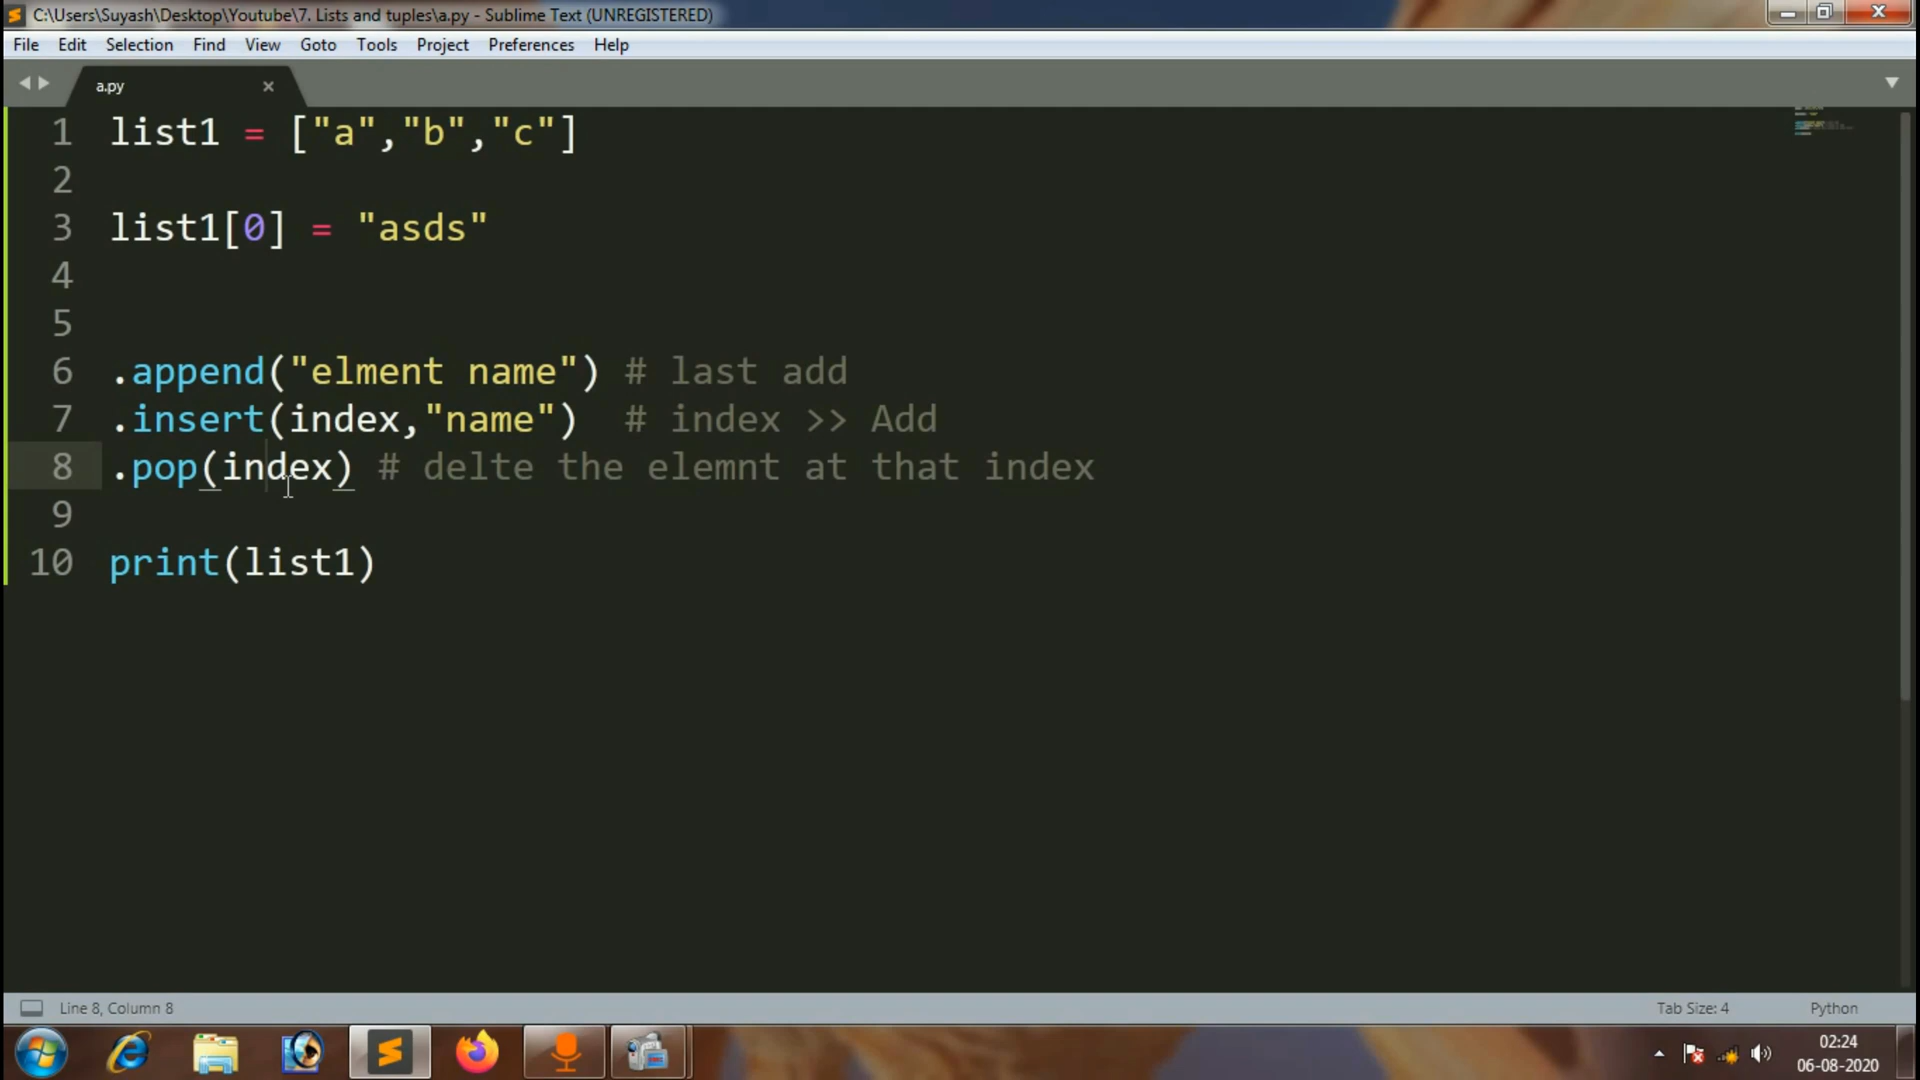 C:\Users\Suyash\Desktop\Youtube\7. Lists and tuples\a.py - Sublime Text (UNREGISTERED)
File Edit Selection Find View Goto Tools Project Preferences Help
a.py
1 list1 = ["a","b","c"]
2
3 list1[0] = "asds"
4
5
6 .append("elment name") # last add
7 .insert(index,"name")  # index >> Add
8 .pop(index) # delte the elemnt at that index
9
10 print(list1)
Line 8, Column 8 Tab Size: 4 Python
02:24
06-08-2020